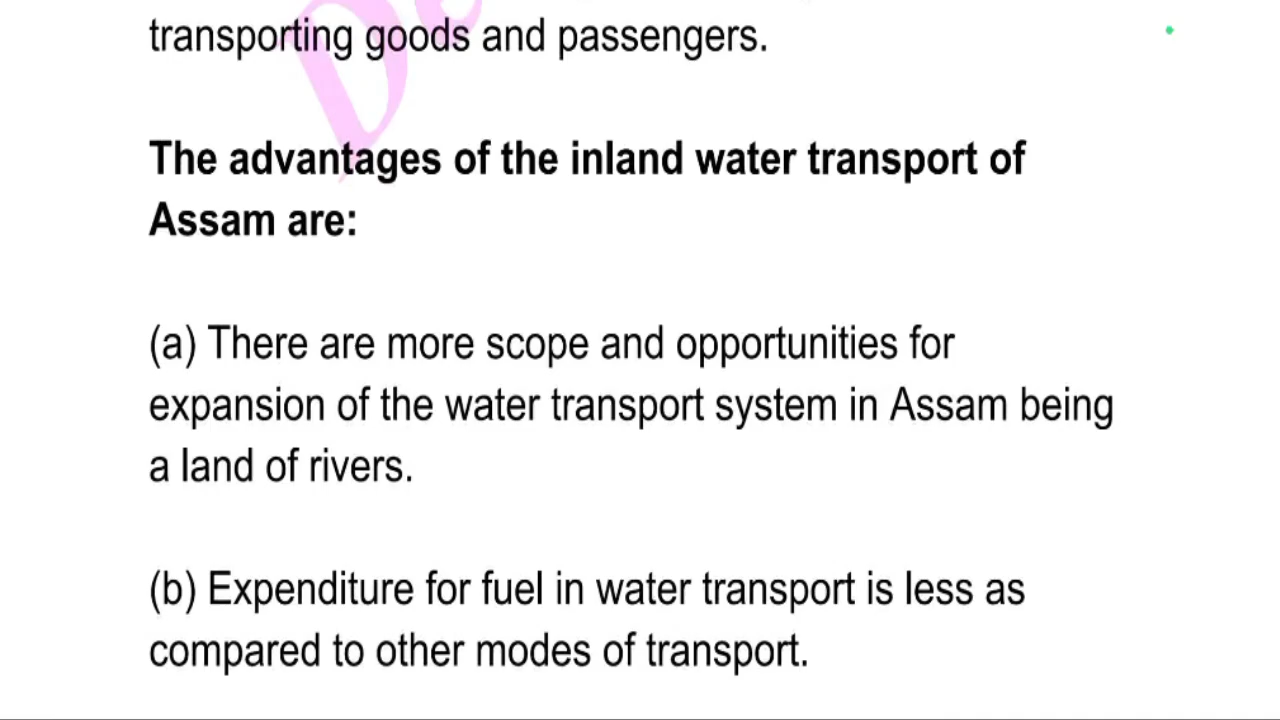 transporting goods and passengers.
The advantages of the inland water transport of
Assam are:
(a) There are more scope and opportunities for
expansion of the water transport system in Assam being
a land of rivers.
(b) Expenditure for fuel in water transport is less as
compared to other modes of transport.